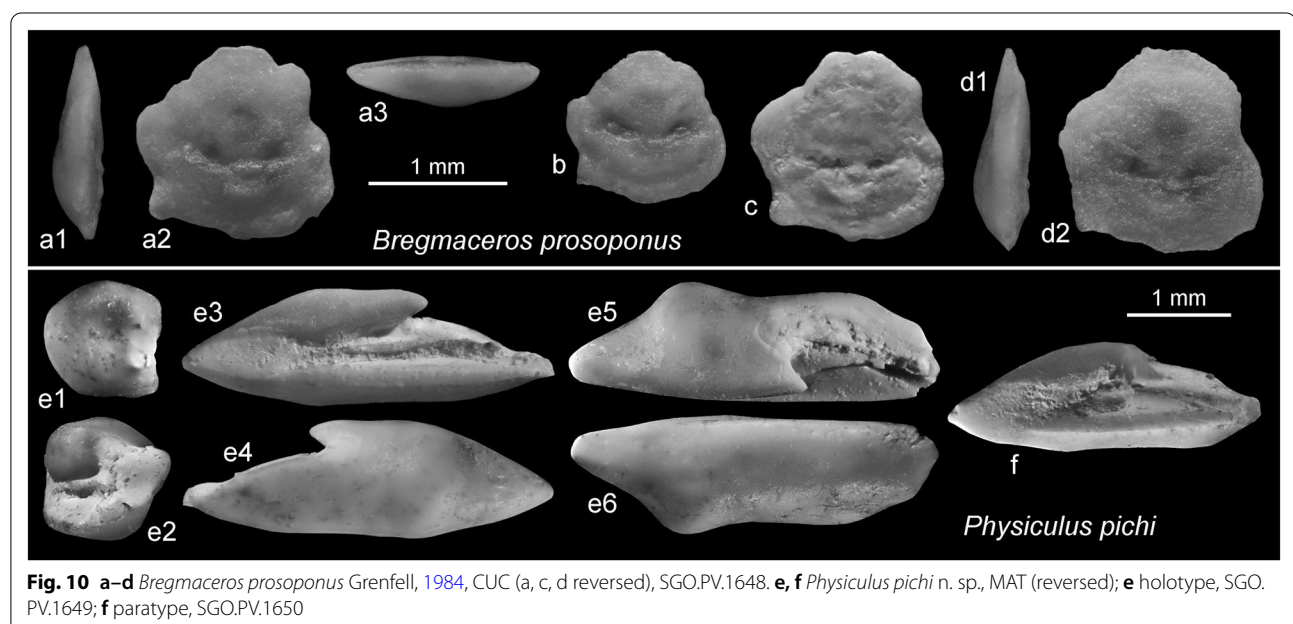 a1
a2
a3
1 mm
b
c
d1
d2
Bregmaceros prosoponus
e1
e2
e3
e4
e5
e6
1 mm
f
Physiculus pichi
Fig. 10 a–d Bregmaceros prosoponus Grenfell, 1984, CUC (a, c, d reversed), SGO.PV.1648. e, f Physiculus pichi n. sp., MAT (reversed); e holotype, SGO.
PV.1649; f paratype, SGO.PV.1650